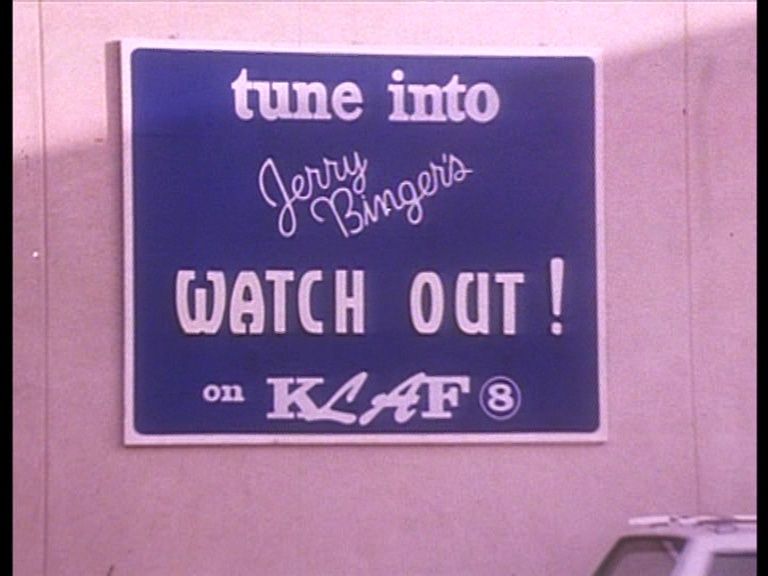 tune into
Jerry
Binger's
WATCH OUT!
on KLAF 8